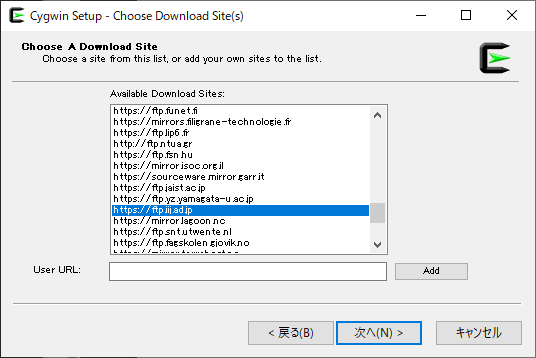 Cygwin Setup - Choose Download Site(s)
Choose A Download Site
Choose a site from this list, or add your own sites to the list.
Available Download Sites:
https://ftp.funet.fi
https://mirrors.filigrane-technologie.fr
https://ftp.lip6.fr
http://ftp.ntua.gr
https://ftp.fsn.hu
https://mirror.isoc.org.il
https://sourceware.mirror.garr.it
https://ftp.jaist.ac.jp
https://ftp.yz.yamagata-u.ac.jp
https://ftp.iij.ad.jp
https://mirror.lagoon.nc
https://ftp.snt.utwente.nl
https://ftp.fagskolen.gjovik.no
User URL:
Add
< 戻る(B)
次へ(N) >
キャンセル